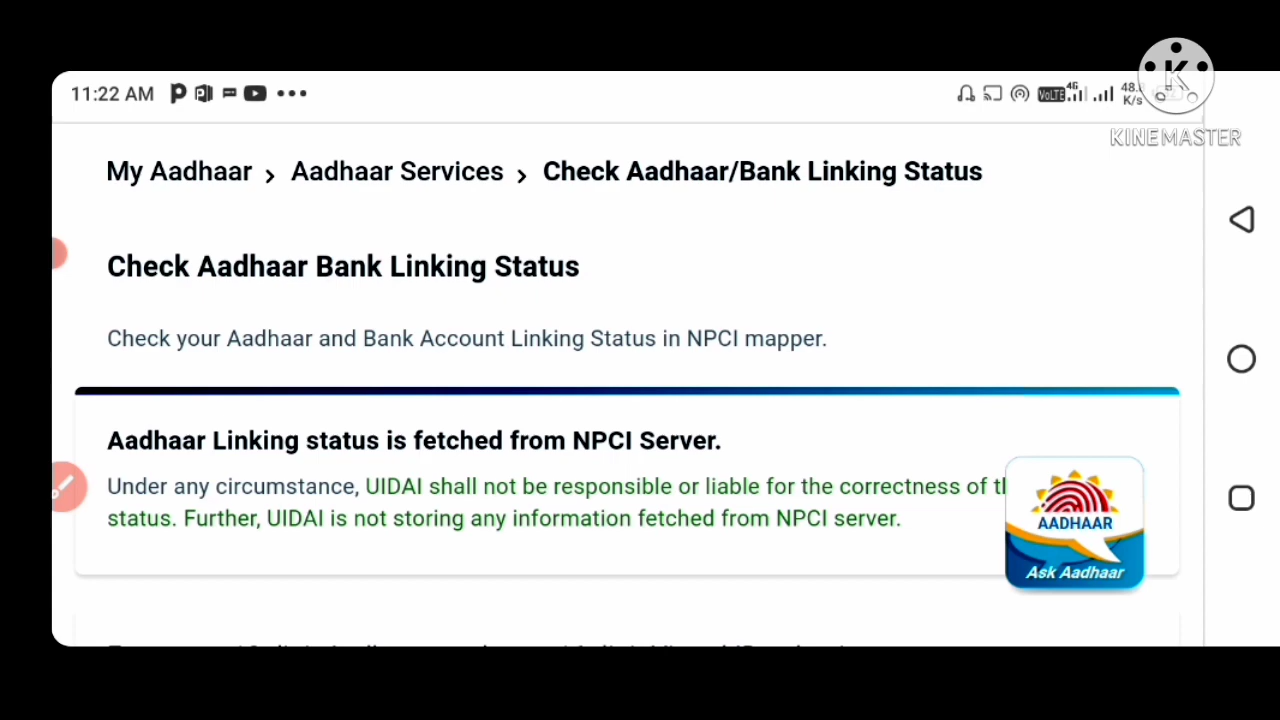 11:22 AM
VoLTE 4G 48.
K/s
K
KINEMASTER
My Aadhaar > Aadhaar Services > Check Aadhaar/Bank Linking Status
Check Aadhaar Bank Linking Status
Check your Aadhaar and Bank Account Linking Status in NPCI mapper.
Aadhaar Linking status is fetched from NPCI Server.
Under any circumstance, UIDAI shall not be responsible or liable for the correctness of
status. Further, UIDAI is not storing any information fetched from NPCI server.
AADHAAR
Ask Aadhaar